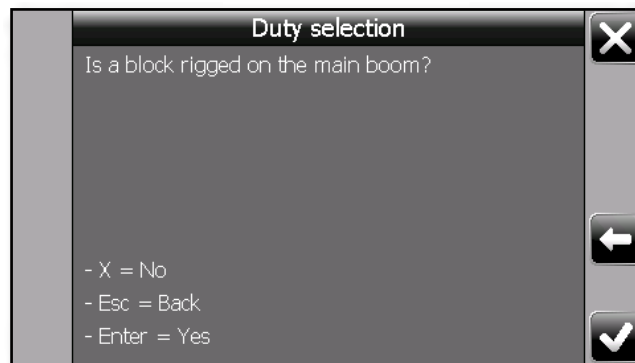 Duty selection
Is a block rigged on the main boom?
- X = No
- Esc = Back
- Enter = Yes